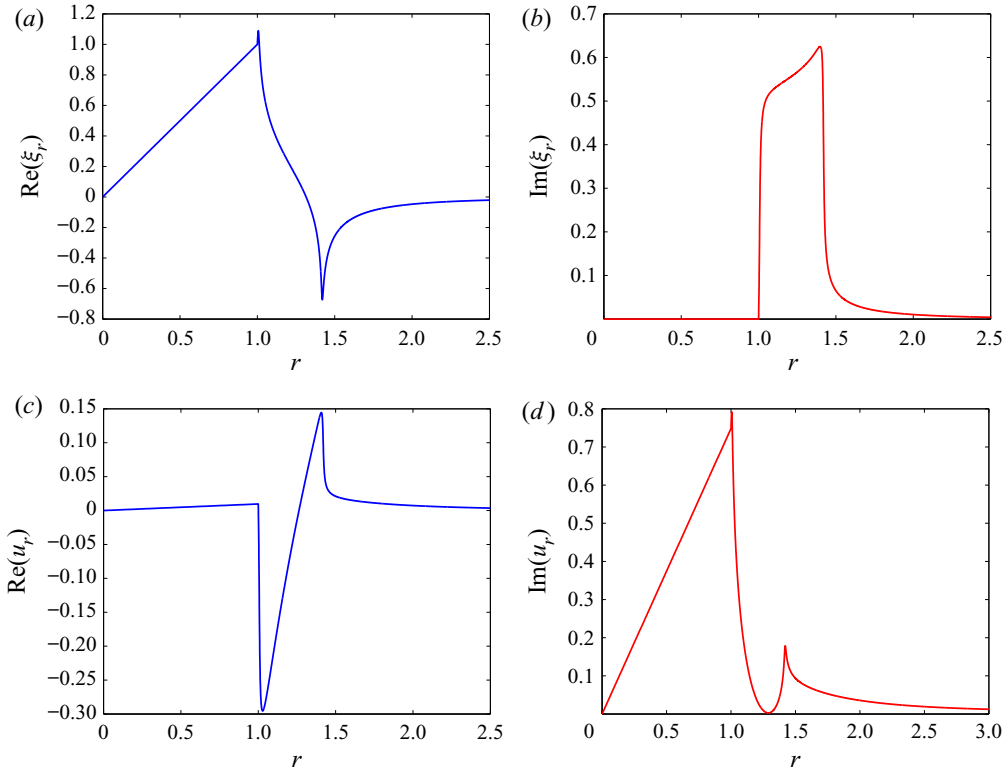 (a)
1.2
1.0
0.8
0.6
0.4
0.2
0
−0.2
−0.4
−0.6
−0.8
Re(ξr)
0 0.5 1.0 1.5 2.0 2.5
r
(b)
0.7
0.6
0.5
0.4
0.3
0.2
0.1
Im(ξr)
0 0.5 1.0 1.5 2.0 2.5
r
(c)
0.15
0.10
0.05
0
−0.05
−0.10
−0.15
−0.20
−0.25
−0.30
Re(ur)
0 0.5 1.0 1.5 2.0 2.5
r
(d)
0.8
0.7
0.6
0.5
0.4
0.3
0.2
0.1
Im(ur)
0 0.5 1.0 1.5 2.0 2.5 3.0
r